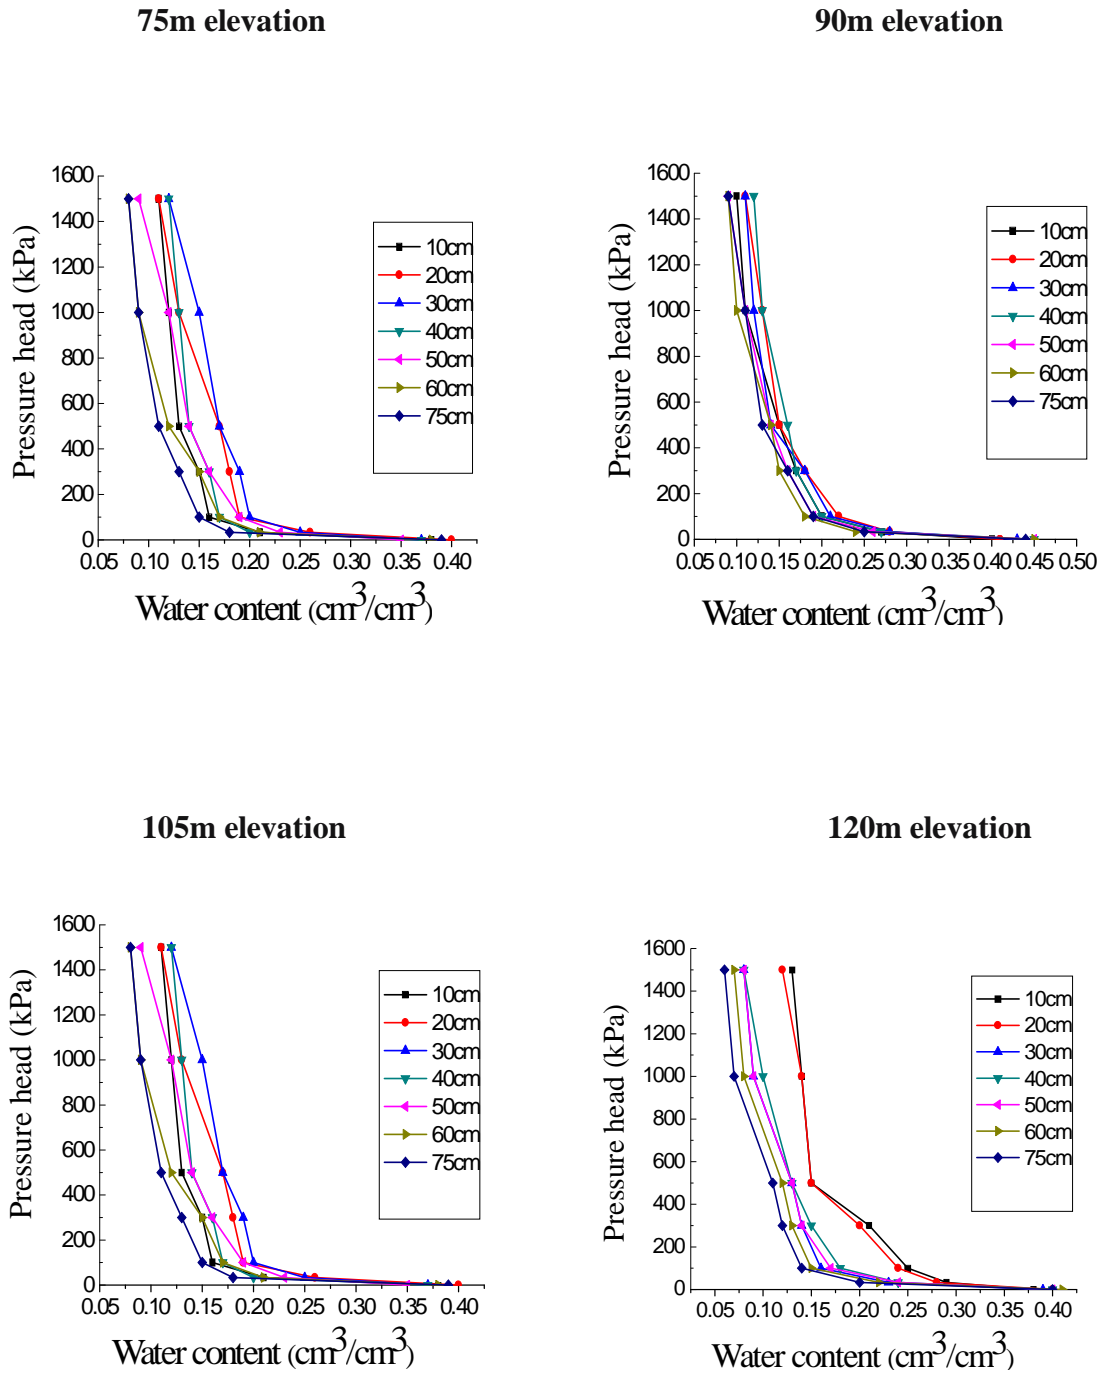 75m elevation
90m elevation
1600
1400
1200
1000
800
600
400
200
0
Pressure head (kPa)
0.05 0.10 0.15 0.20 0.25 0.30 0.35 0.40
Water content (cm³/cm³)
10cm
20cm
30cm
40cm
50cm
60cm
75cm
1600
1400
1200
1000
800
600
400
200
0
Pressure head (kPa)
0.05 0.10 0.15 0.20 0.25 0.30 0.35 0.40 0.45 0.50
Water content (cm³/cm³)
10cm
20cm
30cm
40cm
50cm
60cm
75cm
105m elevation
120m elevation
1600
1400
1200
1000
800
600
400
200
0
Pressure head (kPa)
0.05 0.10 0.15 0.20 0.25 0.30 0.35 0.40
Water content (cm³/cm³)
10cm
20cm
30cm
40cm
50cm
60cm
75cm
1600
1400
1200
1000
800
600
400
200
0
Pressure head (kPa)
0.05 0.10 0.15 0.20 0.25 0.30 0.35 0.40
Water content (cm³/cm³)
10cm
20cm
30cm
40cm
50cm
60cm
75cm